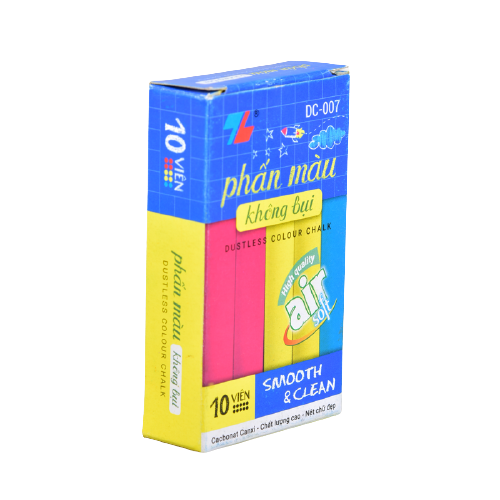 DC-007
TL
®
phấn màu
không bụi
DUSTLESS COLOUR CHALK
High quality
air
soft
10 VIÊN
SMOOTH
& CLEAN
Cacbonat Canxi - Chất lượng cao - Nét chữ đẹp
10 VIÊN
phấn màu
không bụi
DUSTLESS COLOUR CHALK